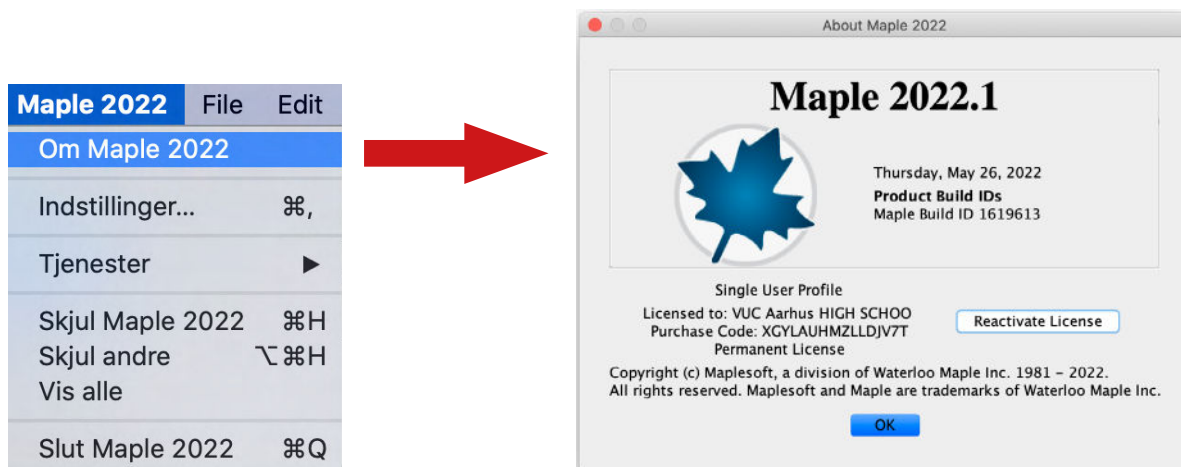 Maple 2022 File Edit
Om Maple 2022
Indstillinger... ⌘,
Tjenester ▶
Skjul Maple 2022 ⌘H
Skjul andre ⌥⌘H
Vis alle
Slut Maple 2022 ⌘Q
About Maple 2022
Maple 2022.1
Thursday, May 26, 2022
Product Build IDs
Maple Build ID 1619613
Single User Profile
Licensed to: VUC Aarhus HIGH SCHOO
Purchase Code: XGYLAUHMZLLDJV7T
Permanent License
Reactivate License
Copyright (c) Maplesoft, a division of Waterloo Maple Inc. 1981 – 2022.
All rights reserved. Maplesoft and Maple are trademarks of Waterloo Maple Inc.
OK